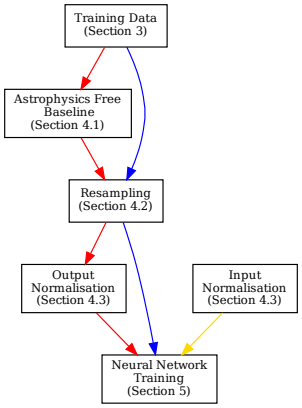 Training Data
(Section 3)
Astrophysics Free
Baseline
(Section 4.1)
Resampling
(Section 4.2)
Output
Normalisation
(Section 4.3)
Input
Normalisation
(Section 4.3)
Neural Network
Training
(Section 5)